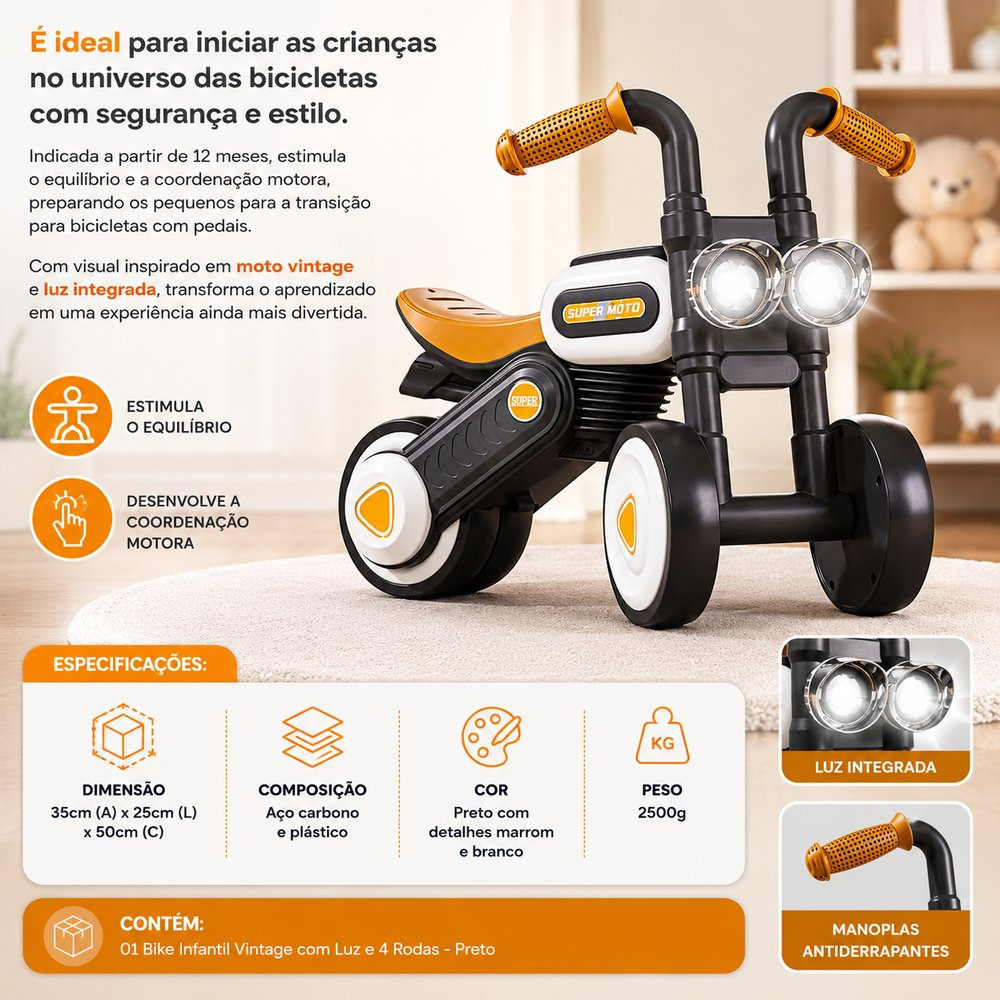 É ideal para iniciar as crianças
no universo das bicicletas
com segurança e estilo.
Indicada a partir de 12 meses, estimula
o equilíbrio e a coordenação motora,
preparando os pequenos para a transição
para bicicletas com pedais.
Com visual inspirado em moto vintage
e luz integrada, transforma o aprendizado
em uma experiência ainda mais divertida.
ESTIMULA
O EQUILÍBRIO
DESENVOLVE A
COORDENAÇÃO
MOTORA
SUPER MÓTO
SUPER
ESPECIFICAÇÕES:
DIMENSÃO
35cm (A) x 25cm (L)
x 50cm (C)
COMPOSIÇÃO
Aço carbono
e plástico
COR
Preto com
detalhes marrom
e branco
KG
PESO
2500g
LUZ INTEGRADA
MANOPLAS
ANTIDERRAPANTES
CONTÉM:
01 Bike Infantil Vintage com Luz e 4 Rodas - Preto